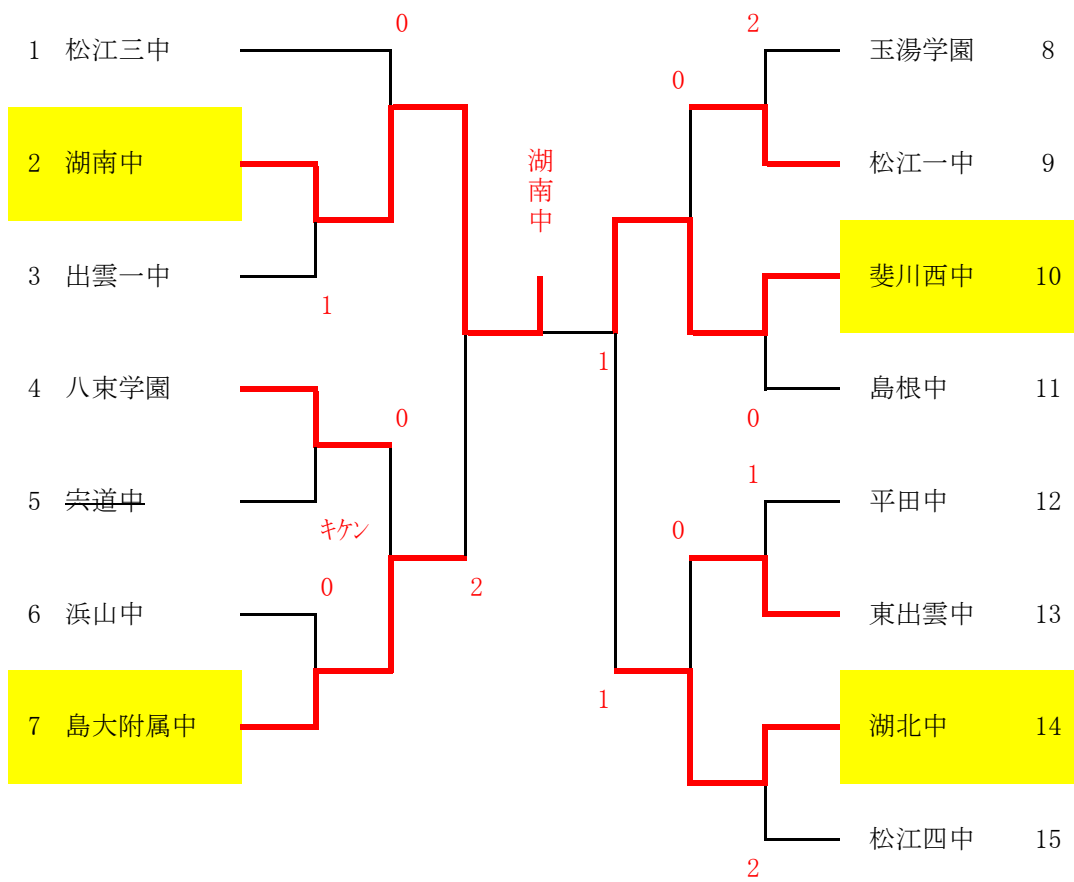 0
1 松江三中
2 湖南中
3 出雲一中
1
4 八束学園
0
5 宍道中
キケン
0
2
6 浜山中
7 島大附属中
湖南中
2
玉湯学園 8
0
松江一中 9
斐川西中 10
1
島根中 11
0
1
平田中 12
0
東出雲中 13
1
湖北中 14
松江四中 15
2